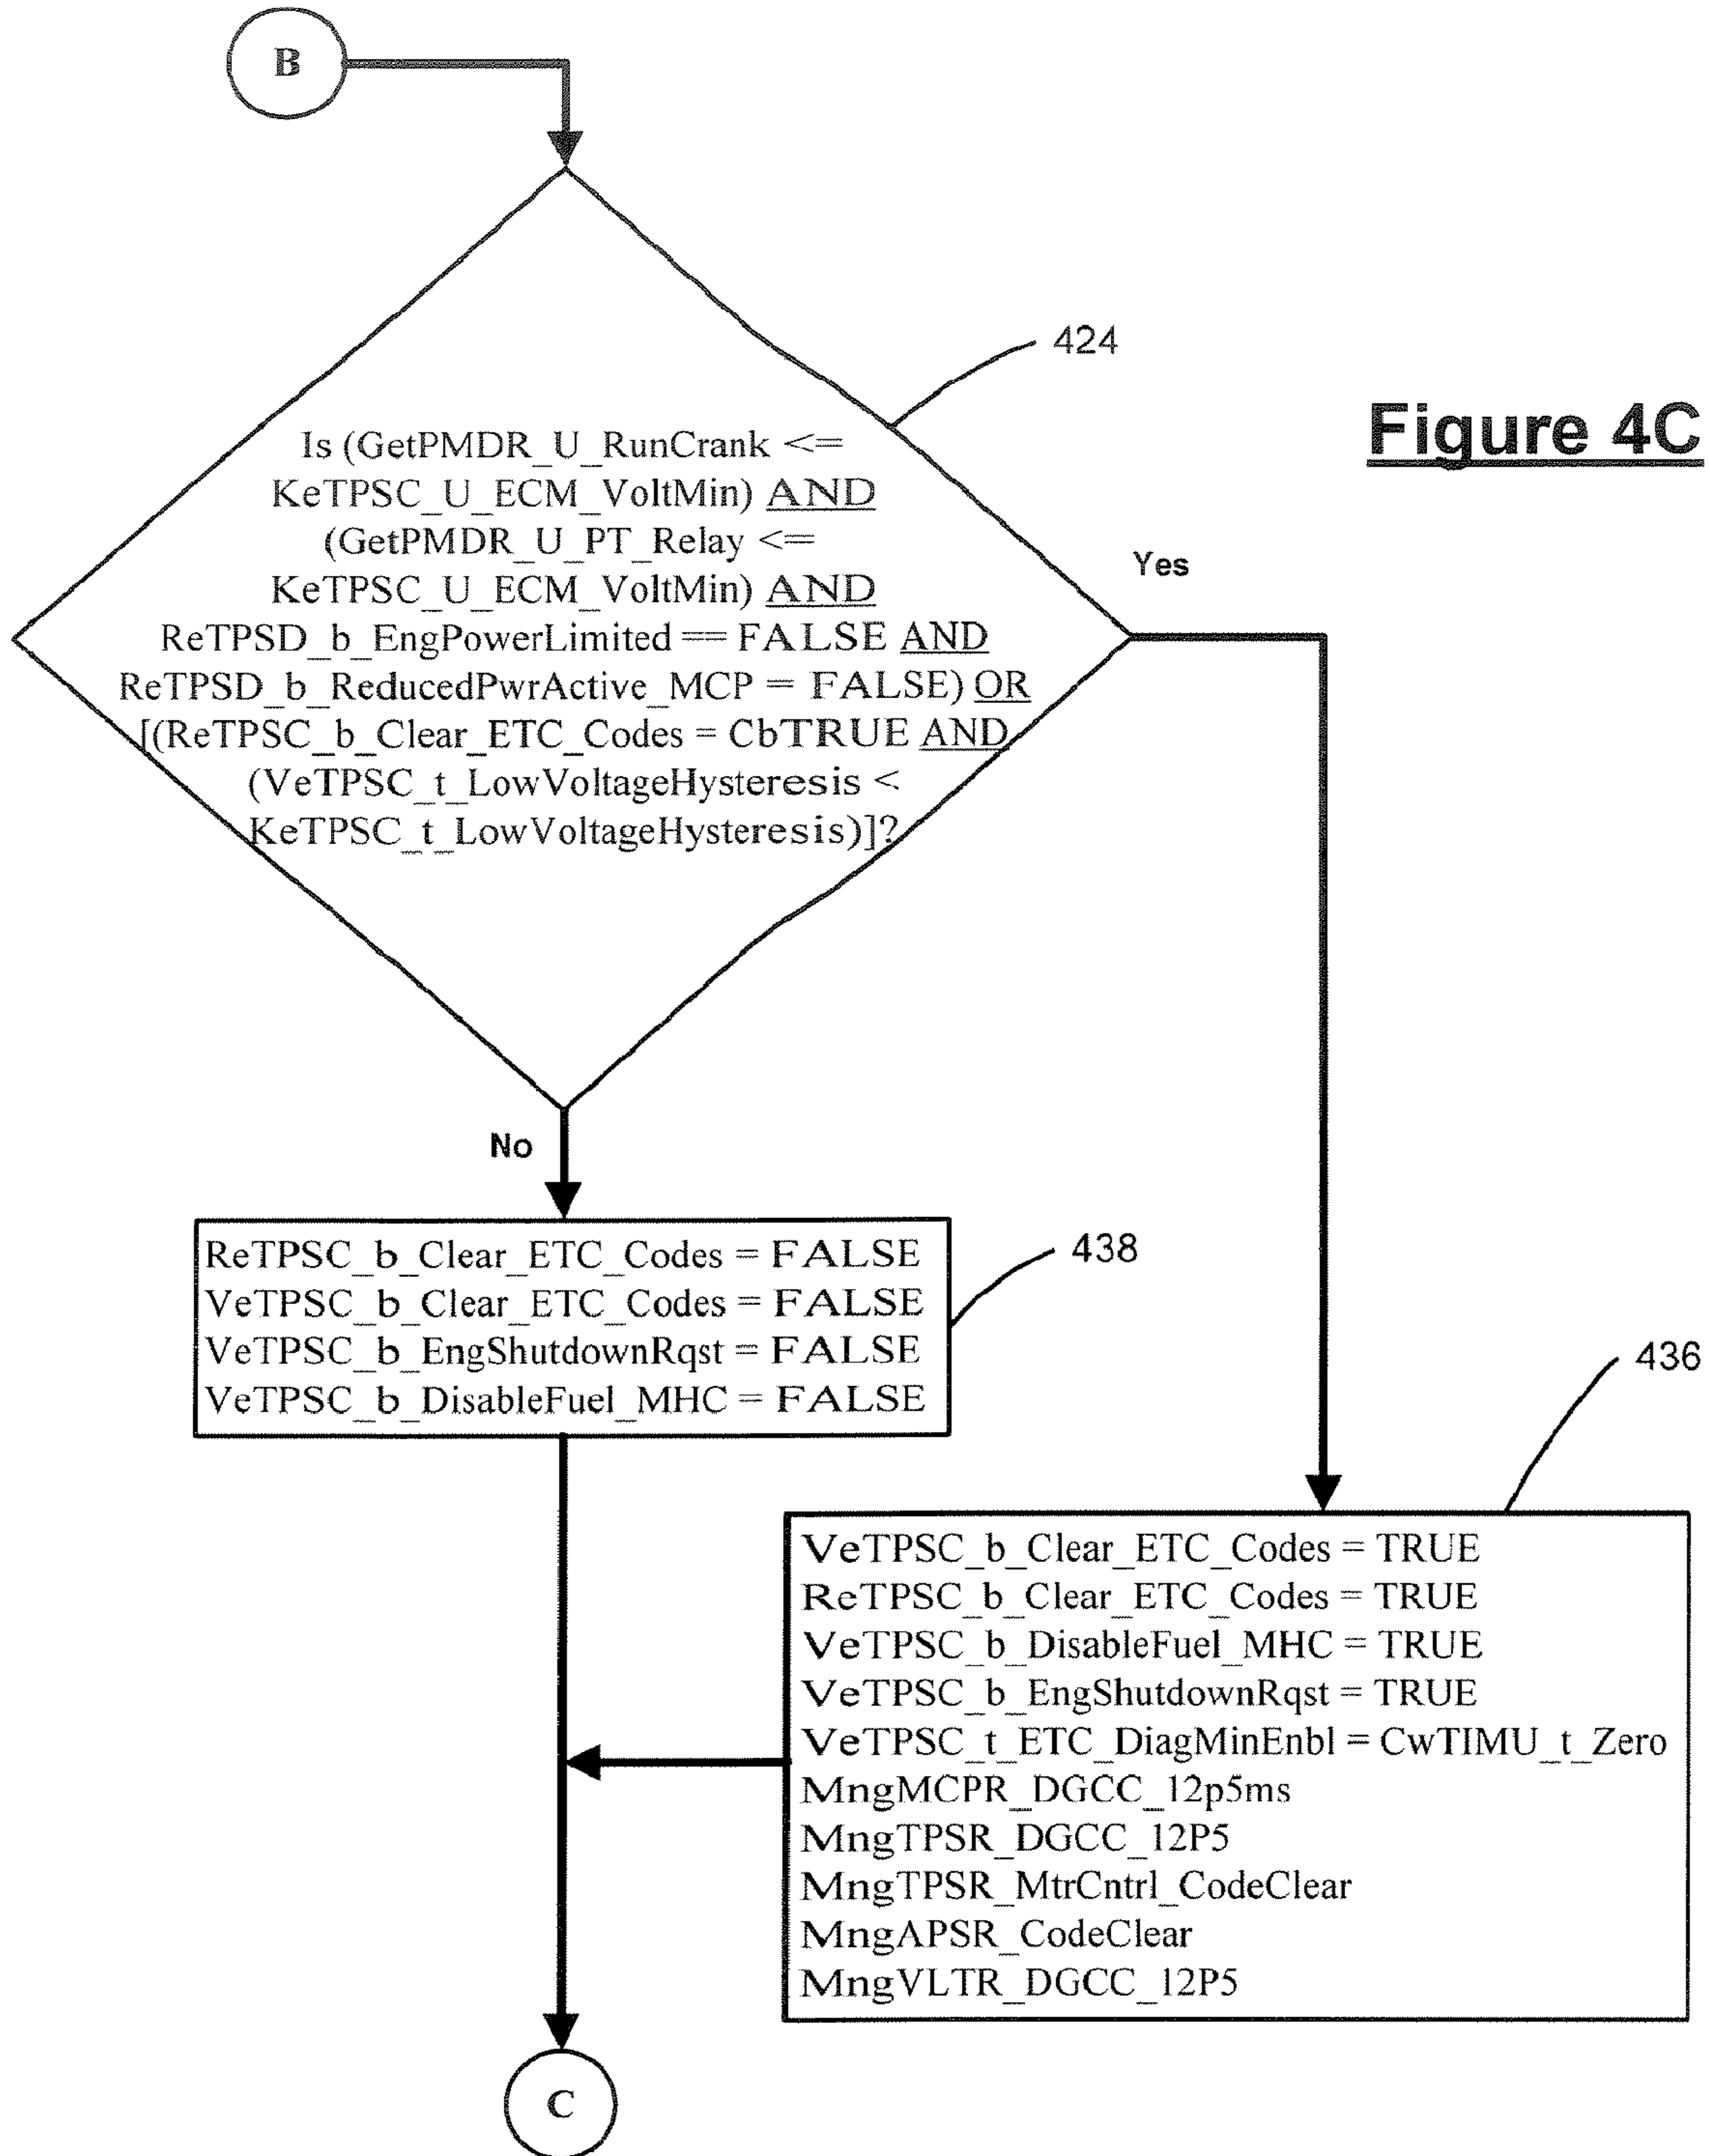 B
424
Figure 4C
Is (GetPMDR_U_RunCrank <=
KeTPSC_U_ECM_VoltMin) AND
(GetPMDR_U_PT_Relay <=
KeTPSC_U_ECM_VoltMin) AND
ReTPSD_b_EngPowerLimited == FALSE AND
ReTPSD_b_ReducedPwrActive_MCP = FALSE) OR
[(ReTPSC_b_Clear_ETC_Codes = CbTRUE AND
(VeTPSC_t_LowVoltageHysteresis <
KeTPSC_t_LowVoltageHysteresis)]?
Yes
No
ReTPSC_b_Clear_ETC_Codes = FALSE
VeTPSC_b_Clear_ETC_Codes = FALSE
VeTPSC_b_EngShutdownRqst = FALSE
VeTPSC_b_DisableFuel_MHC = FALSE
438
436
VeTPSC_b_Clear_ETC_Codes = TRUE
ReTPSC_b_Clear_ETC_Codes = TRUE
VeTPSC_b_DisableFuel_MHC = TRUE
VeTPSC_b_EngShutdownRqst = TRUE
VeTPSC_t_ETC_DiagMinEnbl = CwTIMU_t_Zero
MngMCPR_DGCC_12p5ms
MngTPSR_DGCC_12P5
MngTPSR_MtrCntrl_CodeClear
MngAPSR_CodeClear
MngVLTR_DGCC_12P5
C